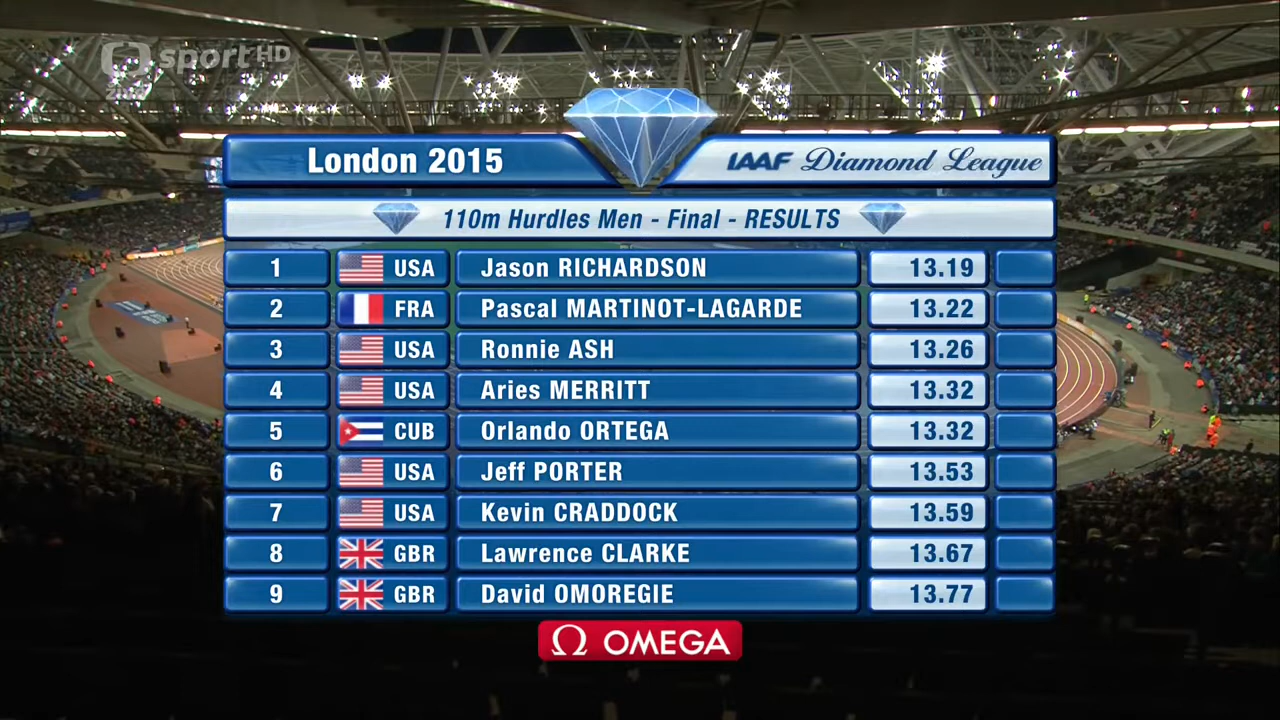 sport HD
London 2015
IAAF Diamond League
110m Hurdles Men - Final - RESULTS
1 USA Jason RICHARDSON 13.19
2 FRA Pascal MARTINOT-LAGARDE 13.22
3 USA Ronnie ASH 13.26
4 USA Aries MERRITT 13.32
5 CUB Orlando ORTEGA 13.32
6 USA Jeff PORTER 13.53
7 USA Kevin CRADDOCK 13.59
8 GBR Lawrence CLARKE 13.67
9 GBR David OMOREGIE 13.77
Ω OMEGA